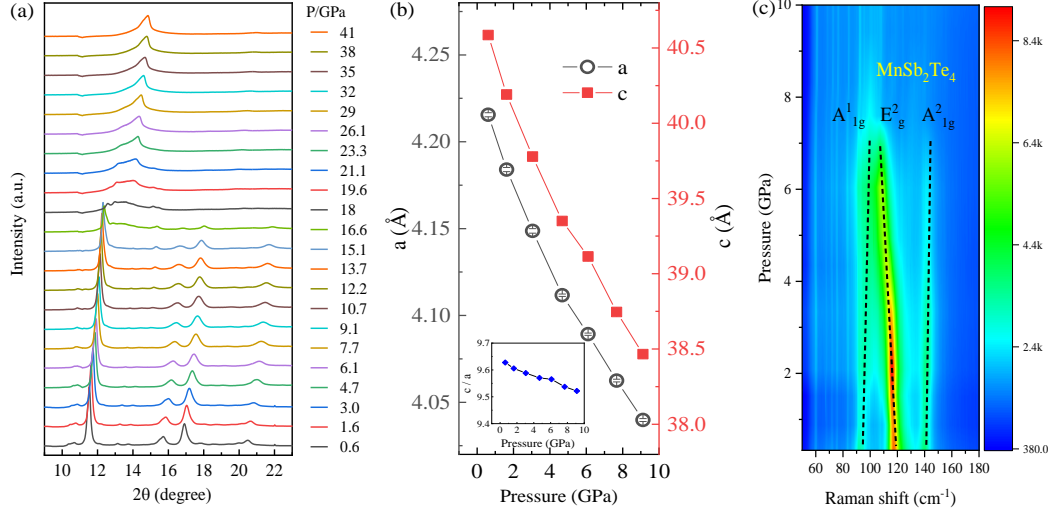 (a)
P/GPa
41
38
35
32
29
26.1
23.3
21.1
19.6
18
16.6
15.1
13.7
12.2
10.7
9.1
7.7
6.1
4.7
3.0
1.6
0.6
Intensity (a.u.)
10 12 14 16 18 20 22
2θ (degree)
(b)
4.25
4.20
4.15
4.10
4.05
a (Å)
a
c
40.5
40.0
39.5
39.0
38.5
38.0
c (Å)
9.7
9.6
9.5
9.4
c / a
0 2 4 6 8 10
Pressure (GPa)
0 2 4 6 8 10
Pressure (GPa)
(c)
10
8
6
4
2
Pressure (GPa)
MnSb₂Te₄
A¹₁g E²g A²₁g
60 80 100 120 140 160 180
Raman shift (cm⁻¹)
8.4k
6.4k
4.4k
2.4k
380.0